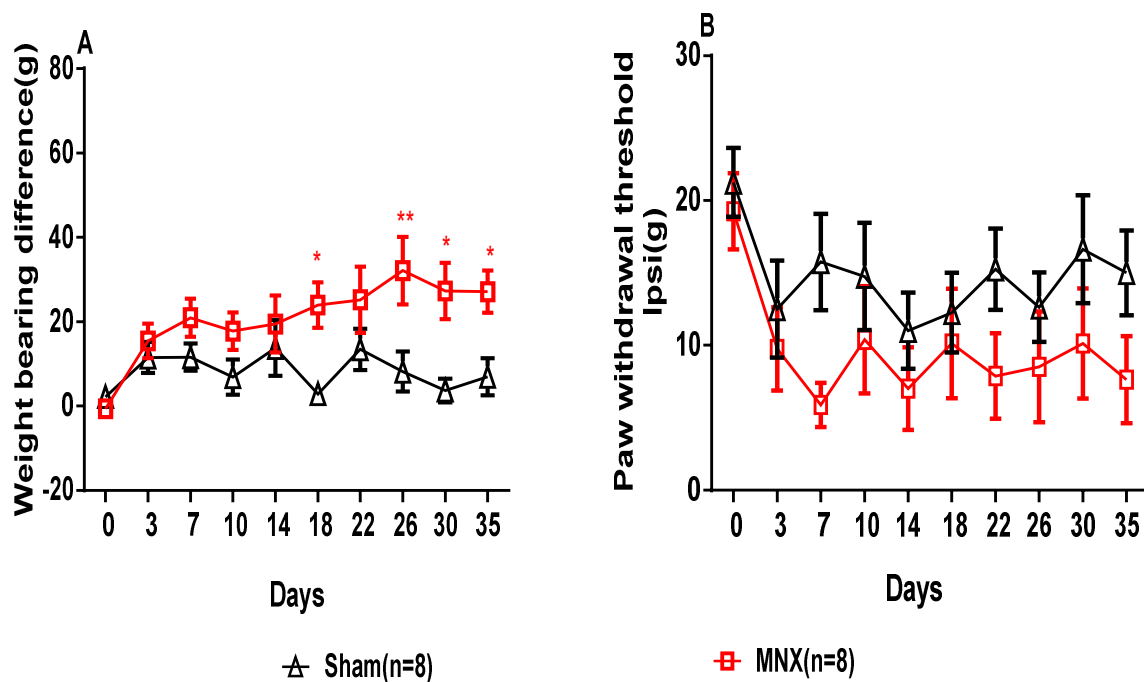 A
Weight bearing difference(g)
80
60
40
20
0
-20
*
**
*
*
0 3 7 10 14 18 22 26 30 35
Days
B
Paw withdrawal threshold
Ipsi(g)
30
20
10
0
0 3 7 10 14 18 22 26 30 35
Days
Sham(n=8)
MNX(n=8)